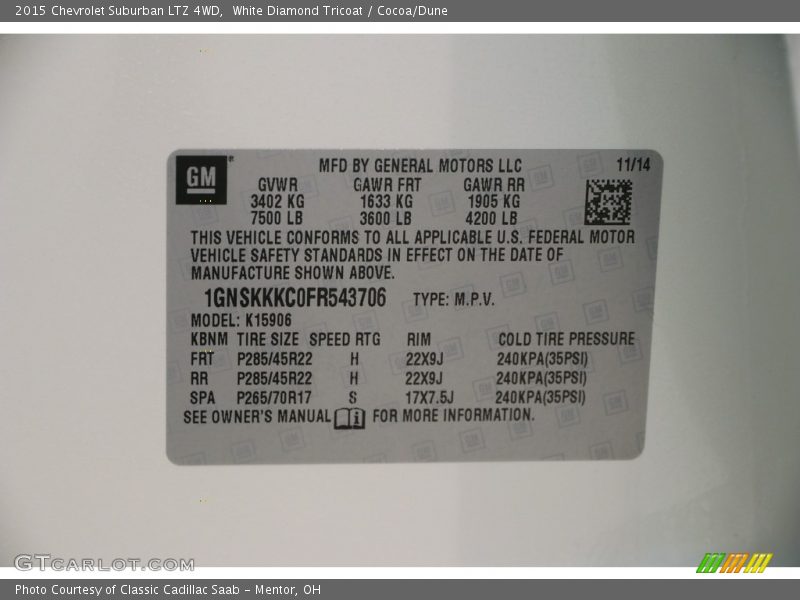 2015 Chevrolet Suburban LTZ 4WD, White Diamond Tricoat / Cocoa/Dune
GM®
MFD BY GENERAL MOTORS LLC 11/14
GVWR GAWR FRT GAWR RR
3402 KG 1633 KG 1905 KG
7500 LB 3600 LB 4200 LB
THIS VEHICLE CONFORMS TO ALL APPLICABLE U.S. FEDERAL MOTOR
VEHICLE SAFETY STANDARDS IN EFFECT ON THE DATE OF
MANUFACTURE SHOWN ABOVE.
1GNSKKKC0FR543706 TYPE: M.P.V.
MODEL: K15906
KBNM TIRE SIZE SPEED RTG RIM COLD TIRE PRESSURE
FRT P285/45R22 H 22X9J 240KPA(35PSI)
RR P285/45R22 H 22X9J 240KPA(35PSI)
SPA P265/70R17 S 17X7.5J 240KPA(35PSI)
SEE OWNER'S MANUAL FOR MORE INFORMATION.
GTCARLOT.COM
Photo Courtesy of Classic Cadillac Saab - Mentor, OH